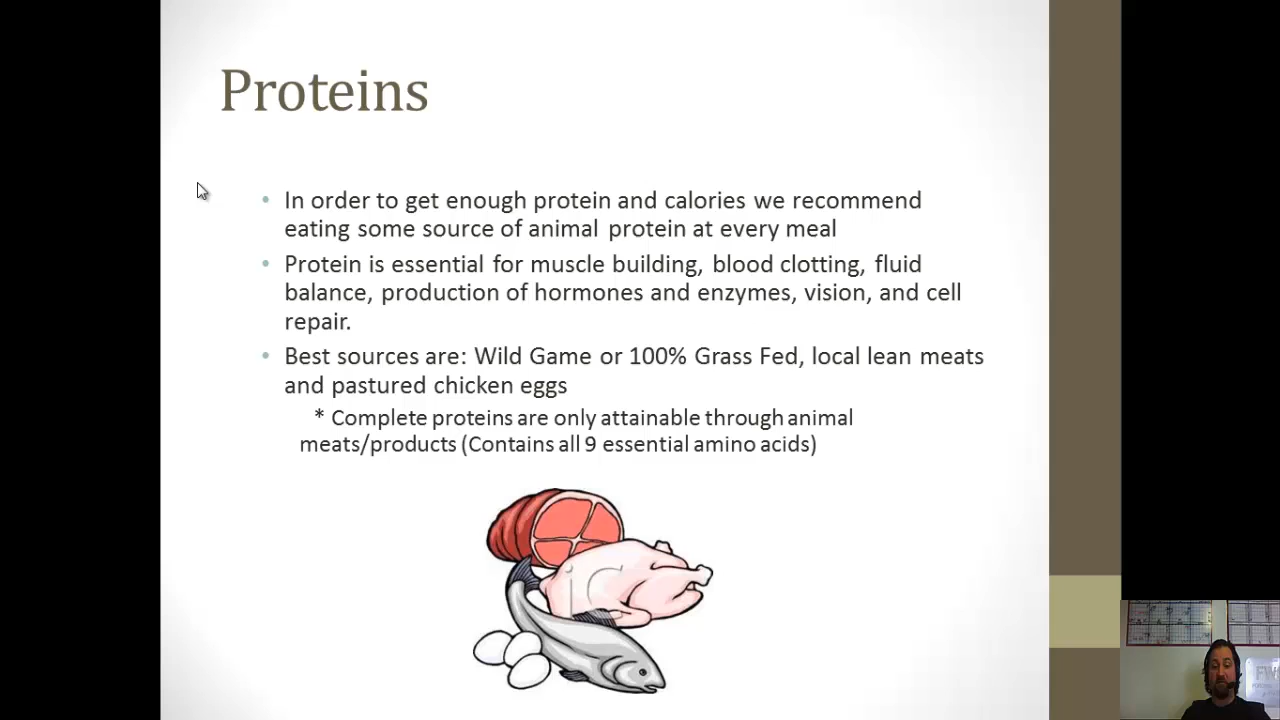 Proteins
• In order to get enough protein and calories we recommend
eating some source of animal protein at every meal
• Protein is essential for muscle building, blood clotting, fluid
balance, production of hormones and enzymes, vision, and cell
repair.
• Best sources are: Wild Game or 100% Grass Fed, local lean meats
and pastured chicken eggs
* Complete proteins are only attainable through animal
meats/products (Contains all 9 essential amino acids)